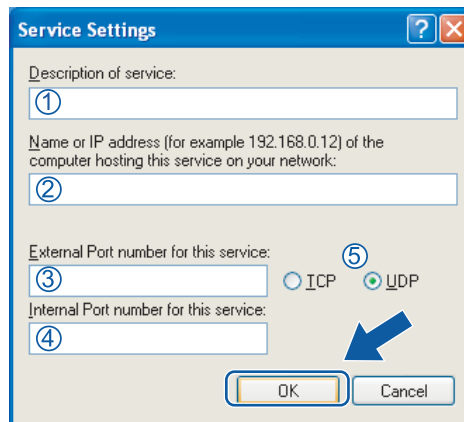 Service Settings
Description of service:
①
Name or IP address (for example 192.168.0.12) of the
computer hosting this service on your network:
②
External Port number for this service:
⑤
③
TCP
UDP
Internal Port number for this service:
④
OK
Cancel